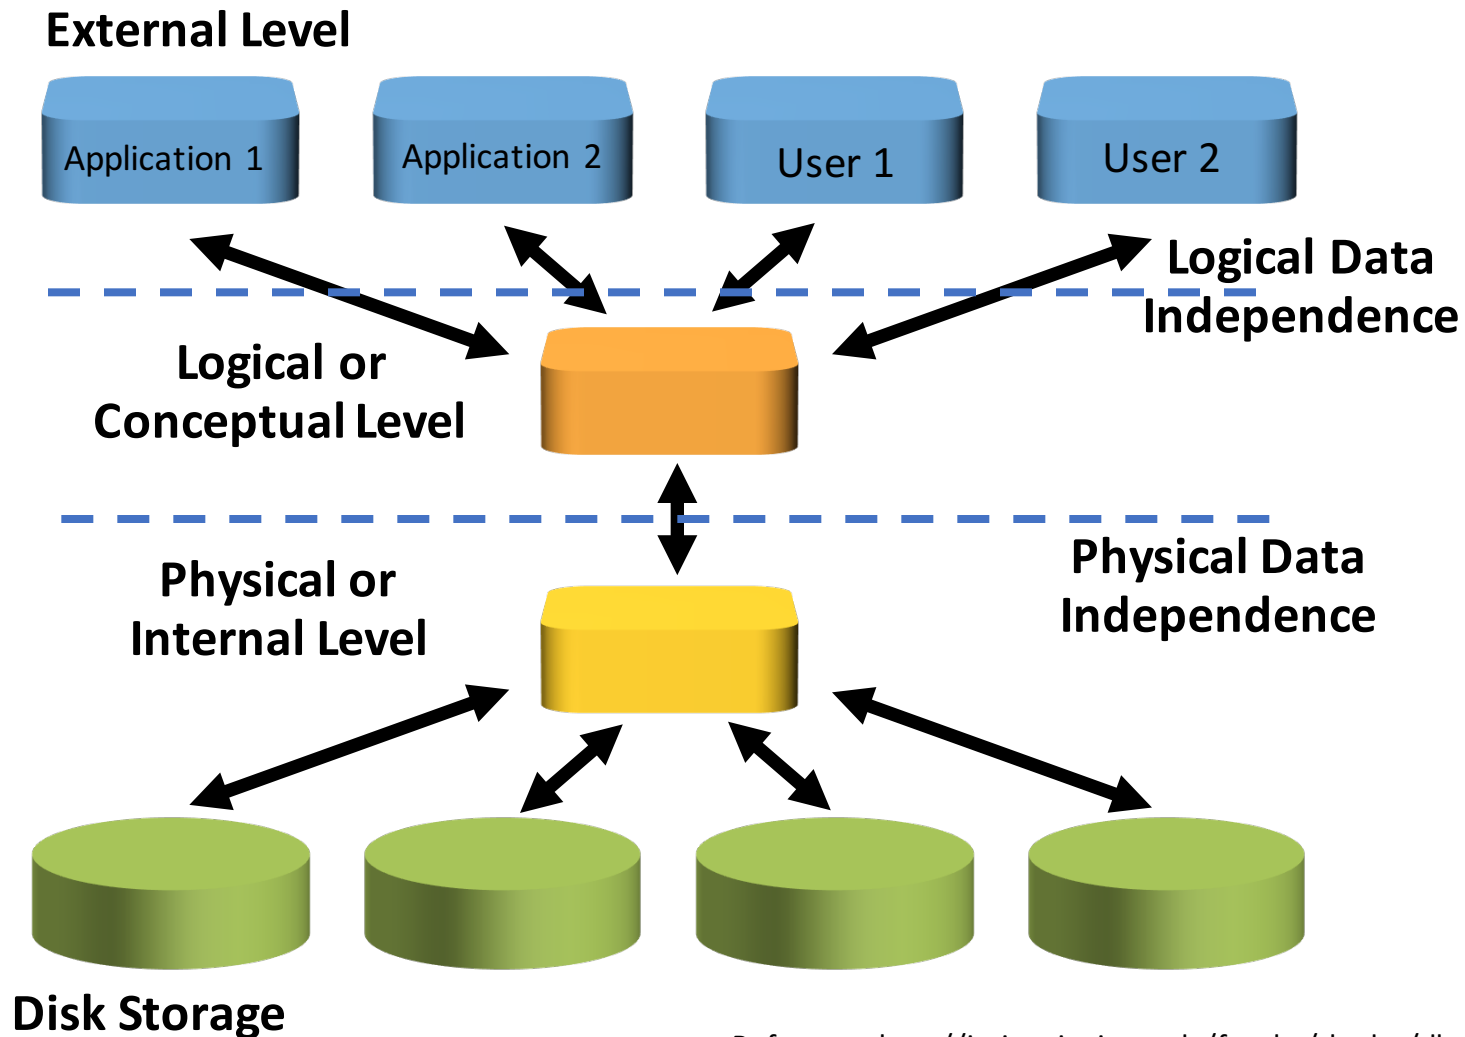 External Level
Application 1
Application 2
User 1
User 2
Logical Data
Independence
Logical or
Conceptual Level
Physical Data
Independence
Physical or
Internal Level
Disk Storage